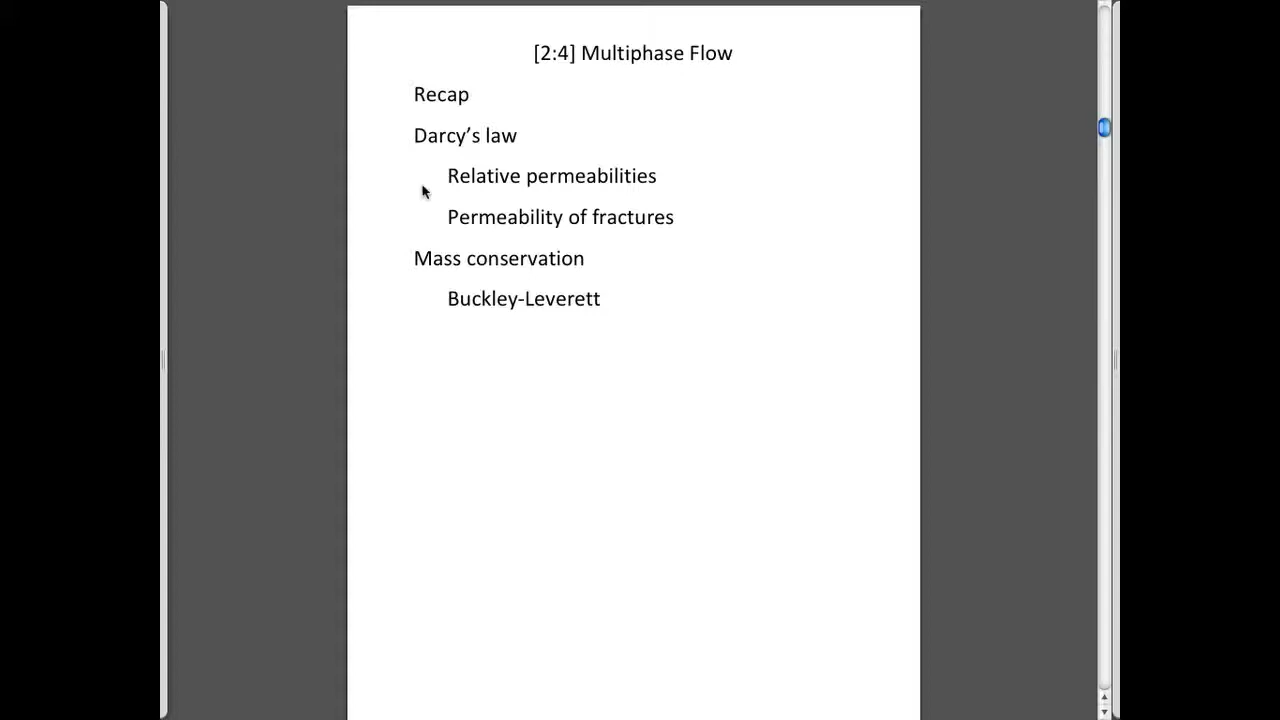 [2:4] Multiphase Flow
Recap
Darcy’s law
Relative permeabilities
Permeability of fractures
Mass conservation
Buckley-Leverett